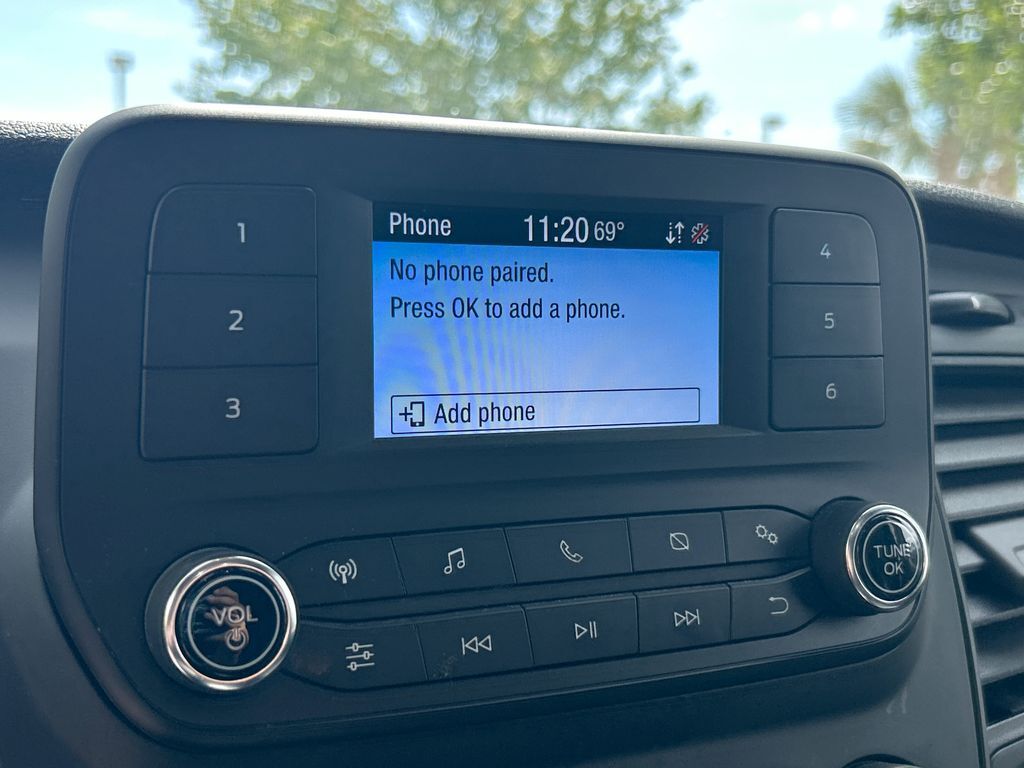 Phone 11:20 69°
No phone paired.
Press OK to add a phone.
Add phone
1
2
3
4
5
6
VOL
TUNE
OK